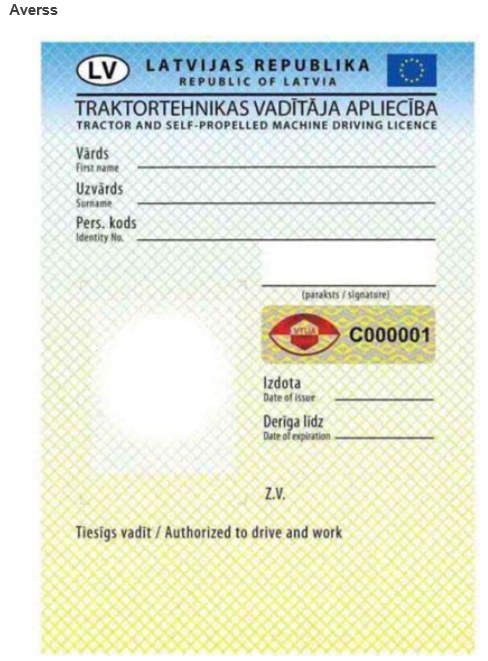 Averss
LV LATVIJAS REPUBLIKA
REPUBLIC OF LATVIA
TRAKTORTEHNIKAS VADĪTĀJA APLIECĪBA
TRACTOR AND SELF-PROPELLED MACHINE DRIVING LICENCE
Vārds
First name
Uzvārds
Surname
Pers. kods
Identity No.
(paraksts / signature)
VTUA C000001
Izdota
Date of issue
Derīga līdz
Date of expiration
Z.V.
Tiesīgs vadīt / Authorized to drive and work